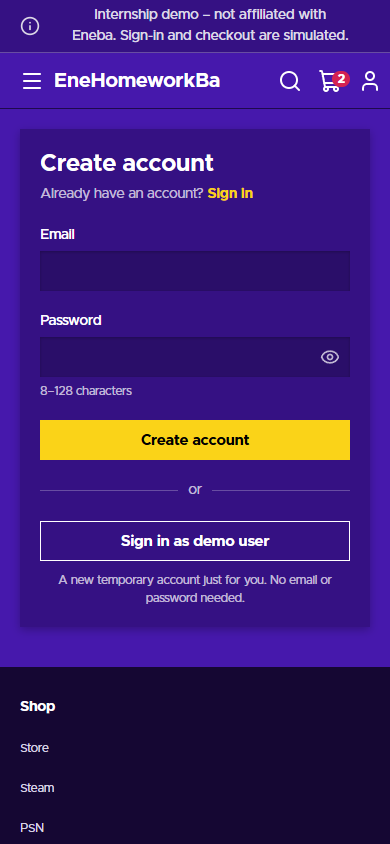 Internship demo – not affiliated with
Eneba. Sign-in and checkout are simulated.
EneHomeworkBa
2
Create account
Already have an account? Sign in
Email
Password
8–128 characters
Create account
or
Sign in as demo user
A new temporary account just for you. No email or
password needed.
Shop
Store
Steam
PSN